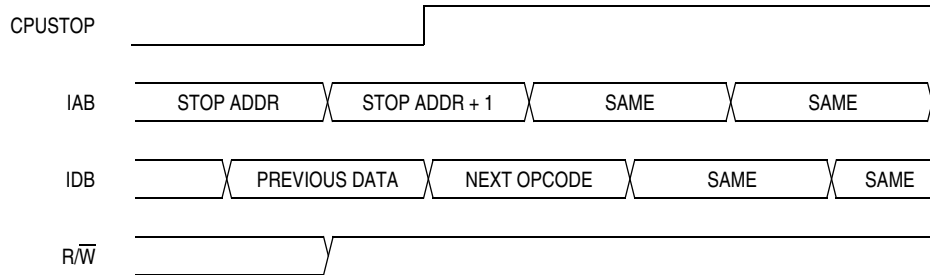 CPUSTOP
IAB STOP ADDR STOP ADDR + 1 SAME SAME
IDB PREVIOUS DATA NEXT OPCODE SAME SAME
R/W̅